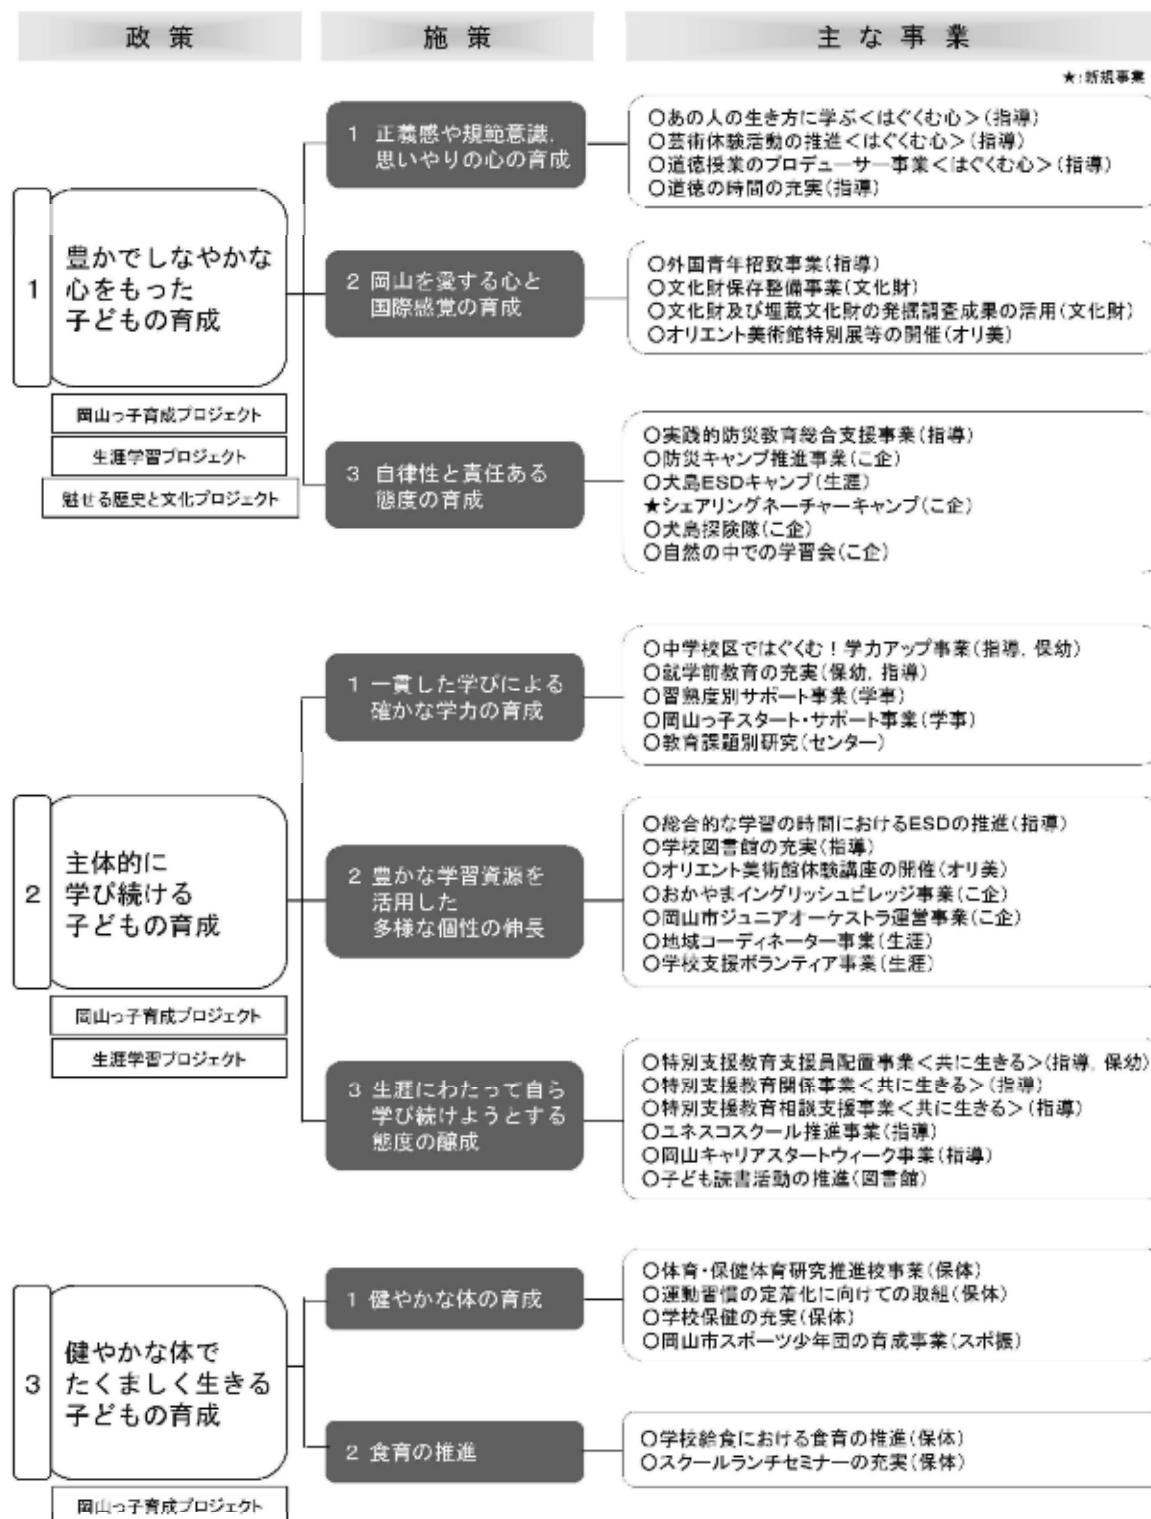 政策
施策
主な事業
★:新規事業
1
豊かでしなやかな
心をもった
子どもの育成
岡山っ子育成プロジェクト
生涯学習プロジェクト
魅せる歴史と文化プロジェクト
1 正義感や規範意識,
思いやりの心の育成
○あの人の生き方に学ぶ<はぐくむ心>(指導)
○芸術体験活動の推進<はぐくむ心>(指導)
○道徳授業のプロデューサー事業<はぐくむ心>(指導)
○道徳の時間の充実(指導)
2 岡山を愛する心と
国際感覚の育成
○外国青年招致事業(指導)
○文化財保存整備事業(文化財)
○文化財及び埋蔵文化財の発掘調査成果の活用(文化財)
○オリエント美術館特別展等の開催(オリ美)
3 自律性と責任ある
態度の育成
○実践的防災教育総合支援事業(指導)
○防災キャンプ推進事業(こ企)
○犬島ESDキャンプ(生涯)
★シェアリングネーチャーキャンプ(こ企)
○犬島探険隊(こ企)
○自然の中での学習会(こ企)
2
主体的に
学び続ける
子どもの育成
岡山っ子育成プロジェクト
生涯学習プロジェクト
1 一貫した学びによる
確かな学力の育成
○中学校区ではぐくむ!学力アップ事業(指導, 保幼)
○就学前教育の充実(保幼, 指導)
○習熟度別サポート事業(学事)
○岡山っ子スタート・サポート事業(学事)
○教育課題別研究(センター)
2 豊かな学習資源を
活用した
多様な個性の伸長
○総合的な学習の時間におけるESDの推進(指導)
○学校図書館の充実(指導)
○オリエント美術館体験講座の開催(オリ美)
○おかやまイングリッシュビレッジ事業(こ企)
○岡山市ジュニアオーケストラ運営事業(こ企)
○地域コーディネーター事業(生涯)
○学校支援ボランティア事業(生涯)
3 生涯にわたって自ら
学び続けようとする
態度の醸成
○特別支援教育支援員配置事業<共に生きる>(指導, 保幼)
○特別支援教育関係事業<共に生きる>(指導)
○特別支援教育相談支援事業<共に生きる>(指導)
○ユネスコスクール推進事業(指導)
○岡山キャリアスタートウィーク事業(指導)
○子ども読書活動の推進(図書館)
3
健やかな体で
たくましく生きる
子どもの育成
岡山っ子育成プロジェクト
1 健やかな体の育成
○体育・保健体育研究推進校事業(保体)
○運動習慣の定着化に向けての取組(保体)
○学校保健の充実(保体)
○岡山市スポーツ少年団の育成事業(スポ振)
2 食育の推進
○学校給食における食育の推進(保体)
○スクールランチセミナーの充実(保体)